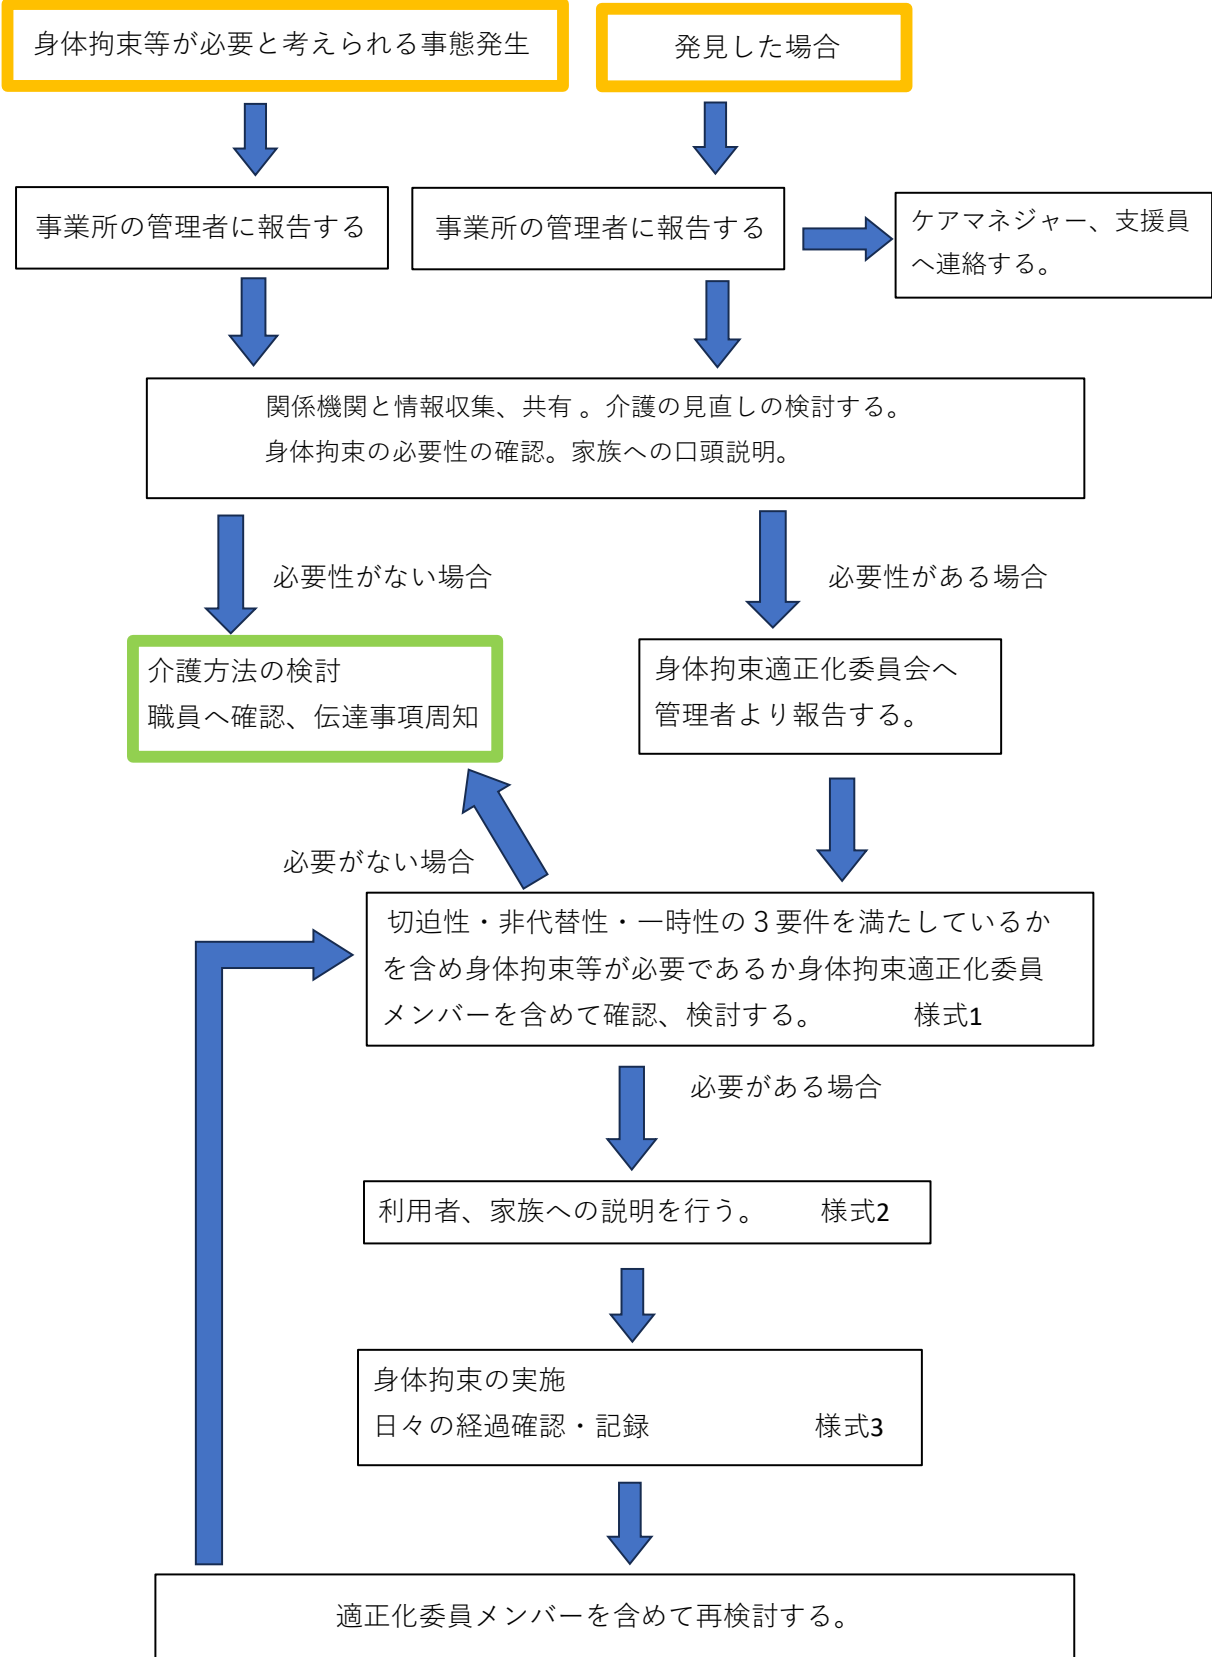 身体拘束等が必要と考えられる事態発生
発見した場合
事業所の管理者に報告する
事業所の管理者に報告する
ケアマネジャー、支援員
へ連絡する。
関係機関と情報収集、共有 。介護の見直しの検討する。
身体拘束の必要性の確認。家族への口頭説明。
必要性がない場合
必要性がある場合
介護方法の検討
職員へ確認、伝達事項周知
身体拘束適正化委員会へ
管理者より報告する。
必要がない場合
切迫性・非代替性・一時性の３要件を満たしているか
を含め身体拘束等が必要であるか身体拘束適正化委員
メンバーを含めて確認、検討する。 様式1
必要がある場合
利用者、家族への説明を行う。 様式2
身体拘束の実施
日々の経過確認・記録 様式3
適正化委員メンバーを含めて再検討する。